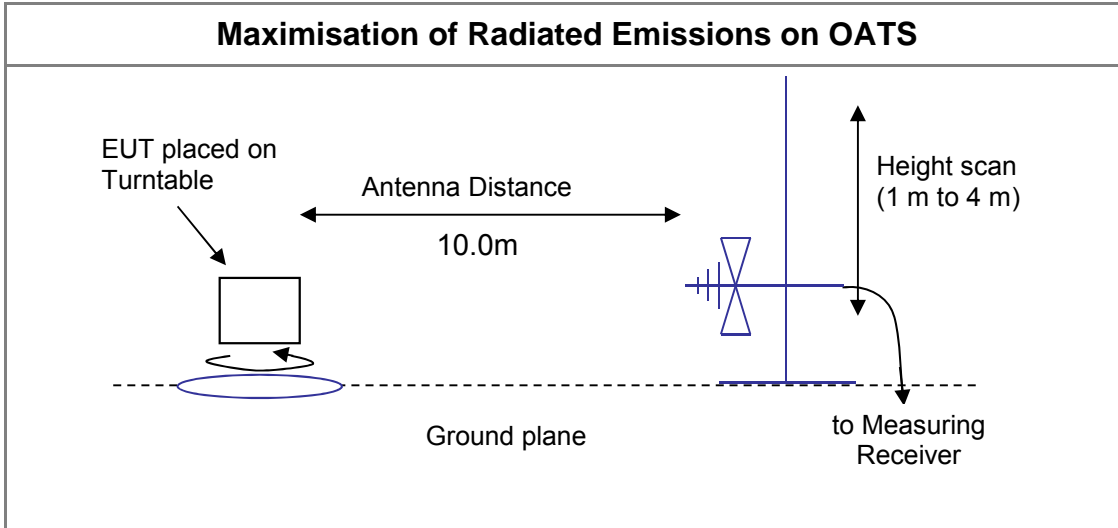 Maximisation of Radiated Emissions on OATS
EUT placed on
Turntable
Antenna Distance
10.0m
Height scan
(1 m to 4 m)
Ground plane
to Measuring
Receiver